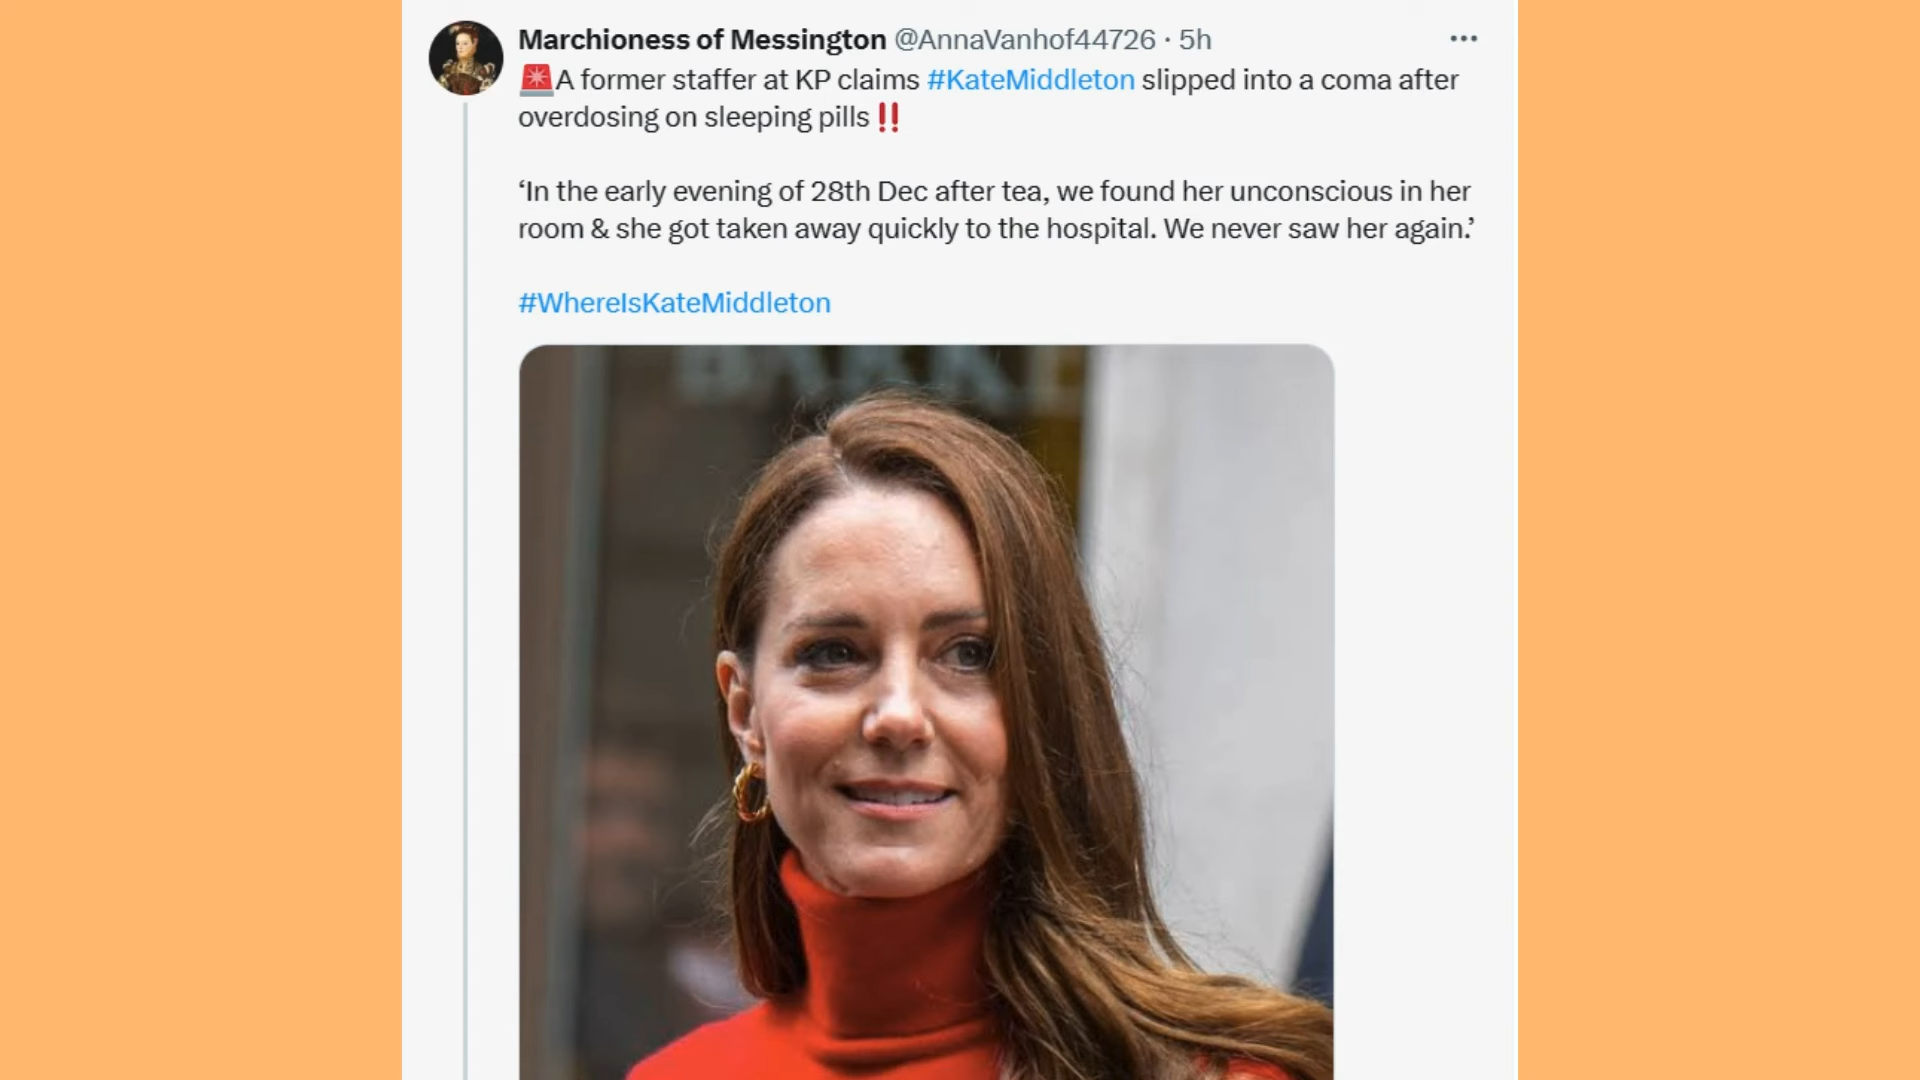 Marchioness of Messington @AnnaVanhof44726 · 5h
🚨A former staffer at KP claims #KateMiddleton slipped into a coma after
overdosing on sleeping pills‼️
‘In the early evening of 28th Dec after tea, we found her unconscious in her
room & she got taken away quickly to the hospital. We never saw her again.’
#WhereIsKateMiddleton